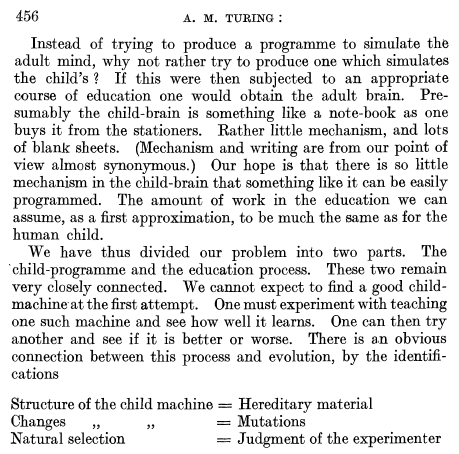 456 A. M. TURING :
Instead of trying to produce a programme to simulate the
adult mind, why not rather try to produce one which simulates
the child's ? If this were then subjected to an appropriate
course of education one would obtain the adult brain. Pre-
sumably the child-brain is something like a note-book as one
buys it from the stationers. Rather little mechanism, and lots
of blank sheets. (Mechanism and writing are from our point of
view almost synonymous.) Our hope is that there is so little
mechanism in the child-brain that something like it can be easily
programmed. The amount of work in the education we can
assume, as a first approximation, to be much the same as for the
human child.
We have thus divided our problem into two parts. The
child-programme and the education process. These two remain
very closely connected. We cannot expect to find a good child-
machine at the first attempt. One must experiment with teaching
one such machine and see how well it learns. One can then try
another and see if it is better or worse. There is an obvious
connection between this process and evolution, by the identifi-
cations
Structure of the child machine = Hereditary material
Changes ,, ,, = Mutations
Natural selection = Judgment of the experimenter